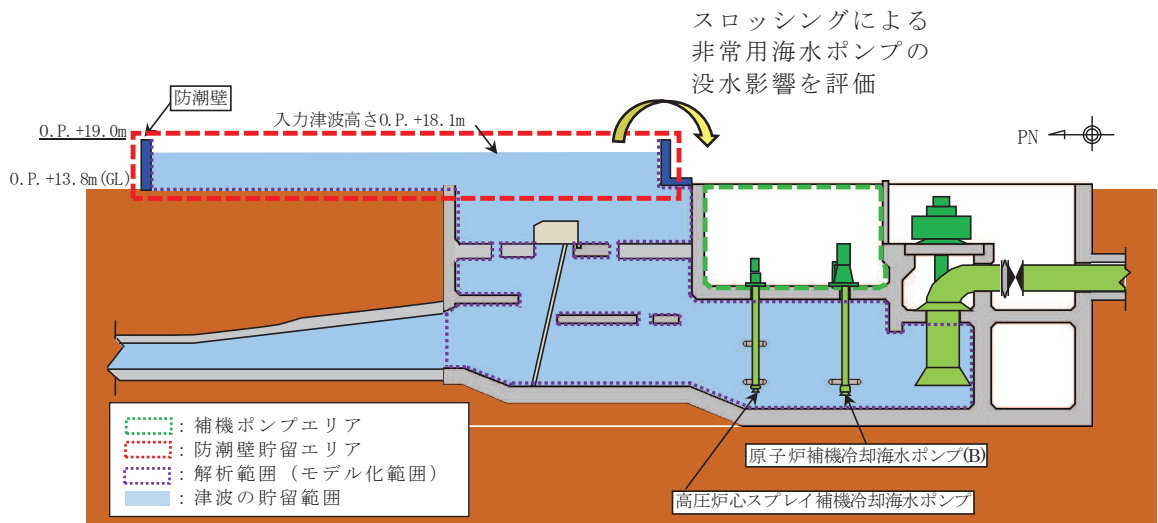 スロッシングによる
非常用海水ポンプの
没水影響を評価
防潮壁
入力津波高さO.P.+18.1m
O.P.+19.0m
PN
O.P.+13.8m(GL)
：補機ポンプエリア
：防潮壁貯留エリア
：解析範囲（モデル化範囲）
：津波の貯留範囲
原子炉補機冷却海水ポンプ(B)
高圧炉心スプレイ補機冷却海水ポンプ